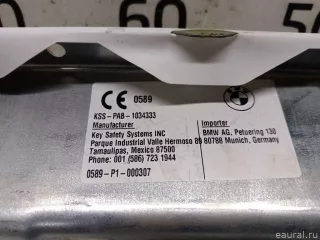 CE 0589
KSS-PAB-1034333
Manufacturer
Key Safety Systems INC
Parque Industrial Valle Hermoso 89
Tamaulipas, Mexico 87500
Phone: 001 (586) 723 1944
0589-P1-000307
Importer
BMW AG, Petuering 130
80788 Munich, Germany
eaural.ru